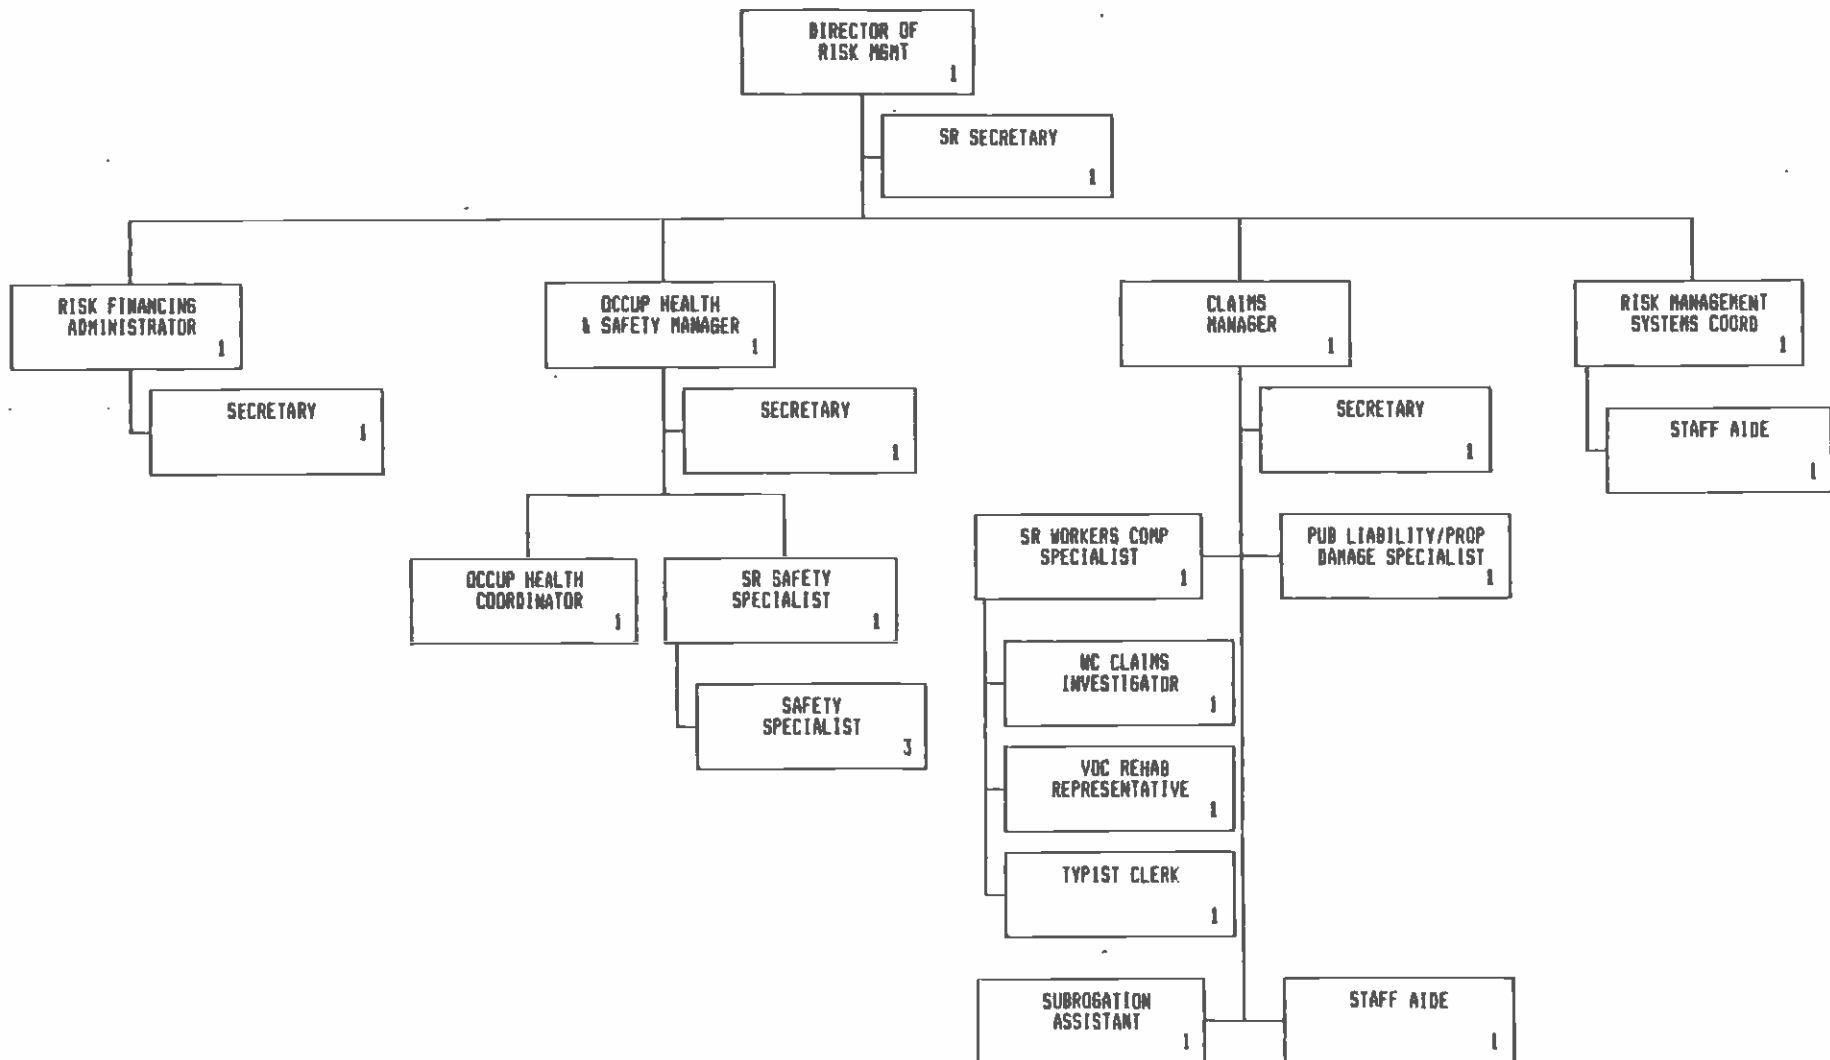 DIRECTOR OF
RISK MGMT
1
SR SECRETARY
1
RISK FINANCING
ADMINISTRATOR
1
OCCUP HEALTH
& SAFETY MANAGER
1
CLAIMS
MANAGER
1
RISK MANAGEMENT
SYSTEMS COORD
1
SECRETARY
1
SECRETARY
1
SECRETARY
1
STAFF AIDE
1
OCCUP HEALTH
COORDINATOR
1
SR SAFETY
SPECIALIST
1
SAFETY
SPECIALIST
3
SR WORKERS COMP
SPECIALIST
1
PUB LIABILITY/PROP
DAMAGE SPECIALIST
1
WC CLAIMS
INVESTIGATOR
1
VOC REHAB
REPRESENTATIVE
1
TYPIST CLERK
1
SUBROGATION
ASSISTANT
1
STAFF AIDE
1